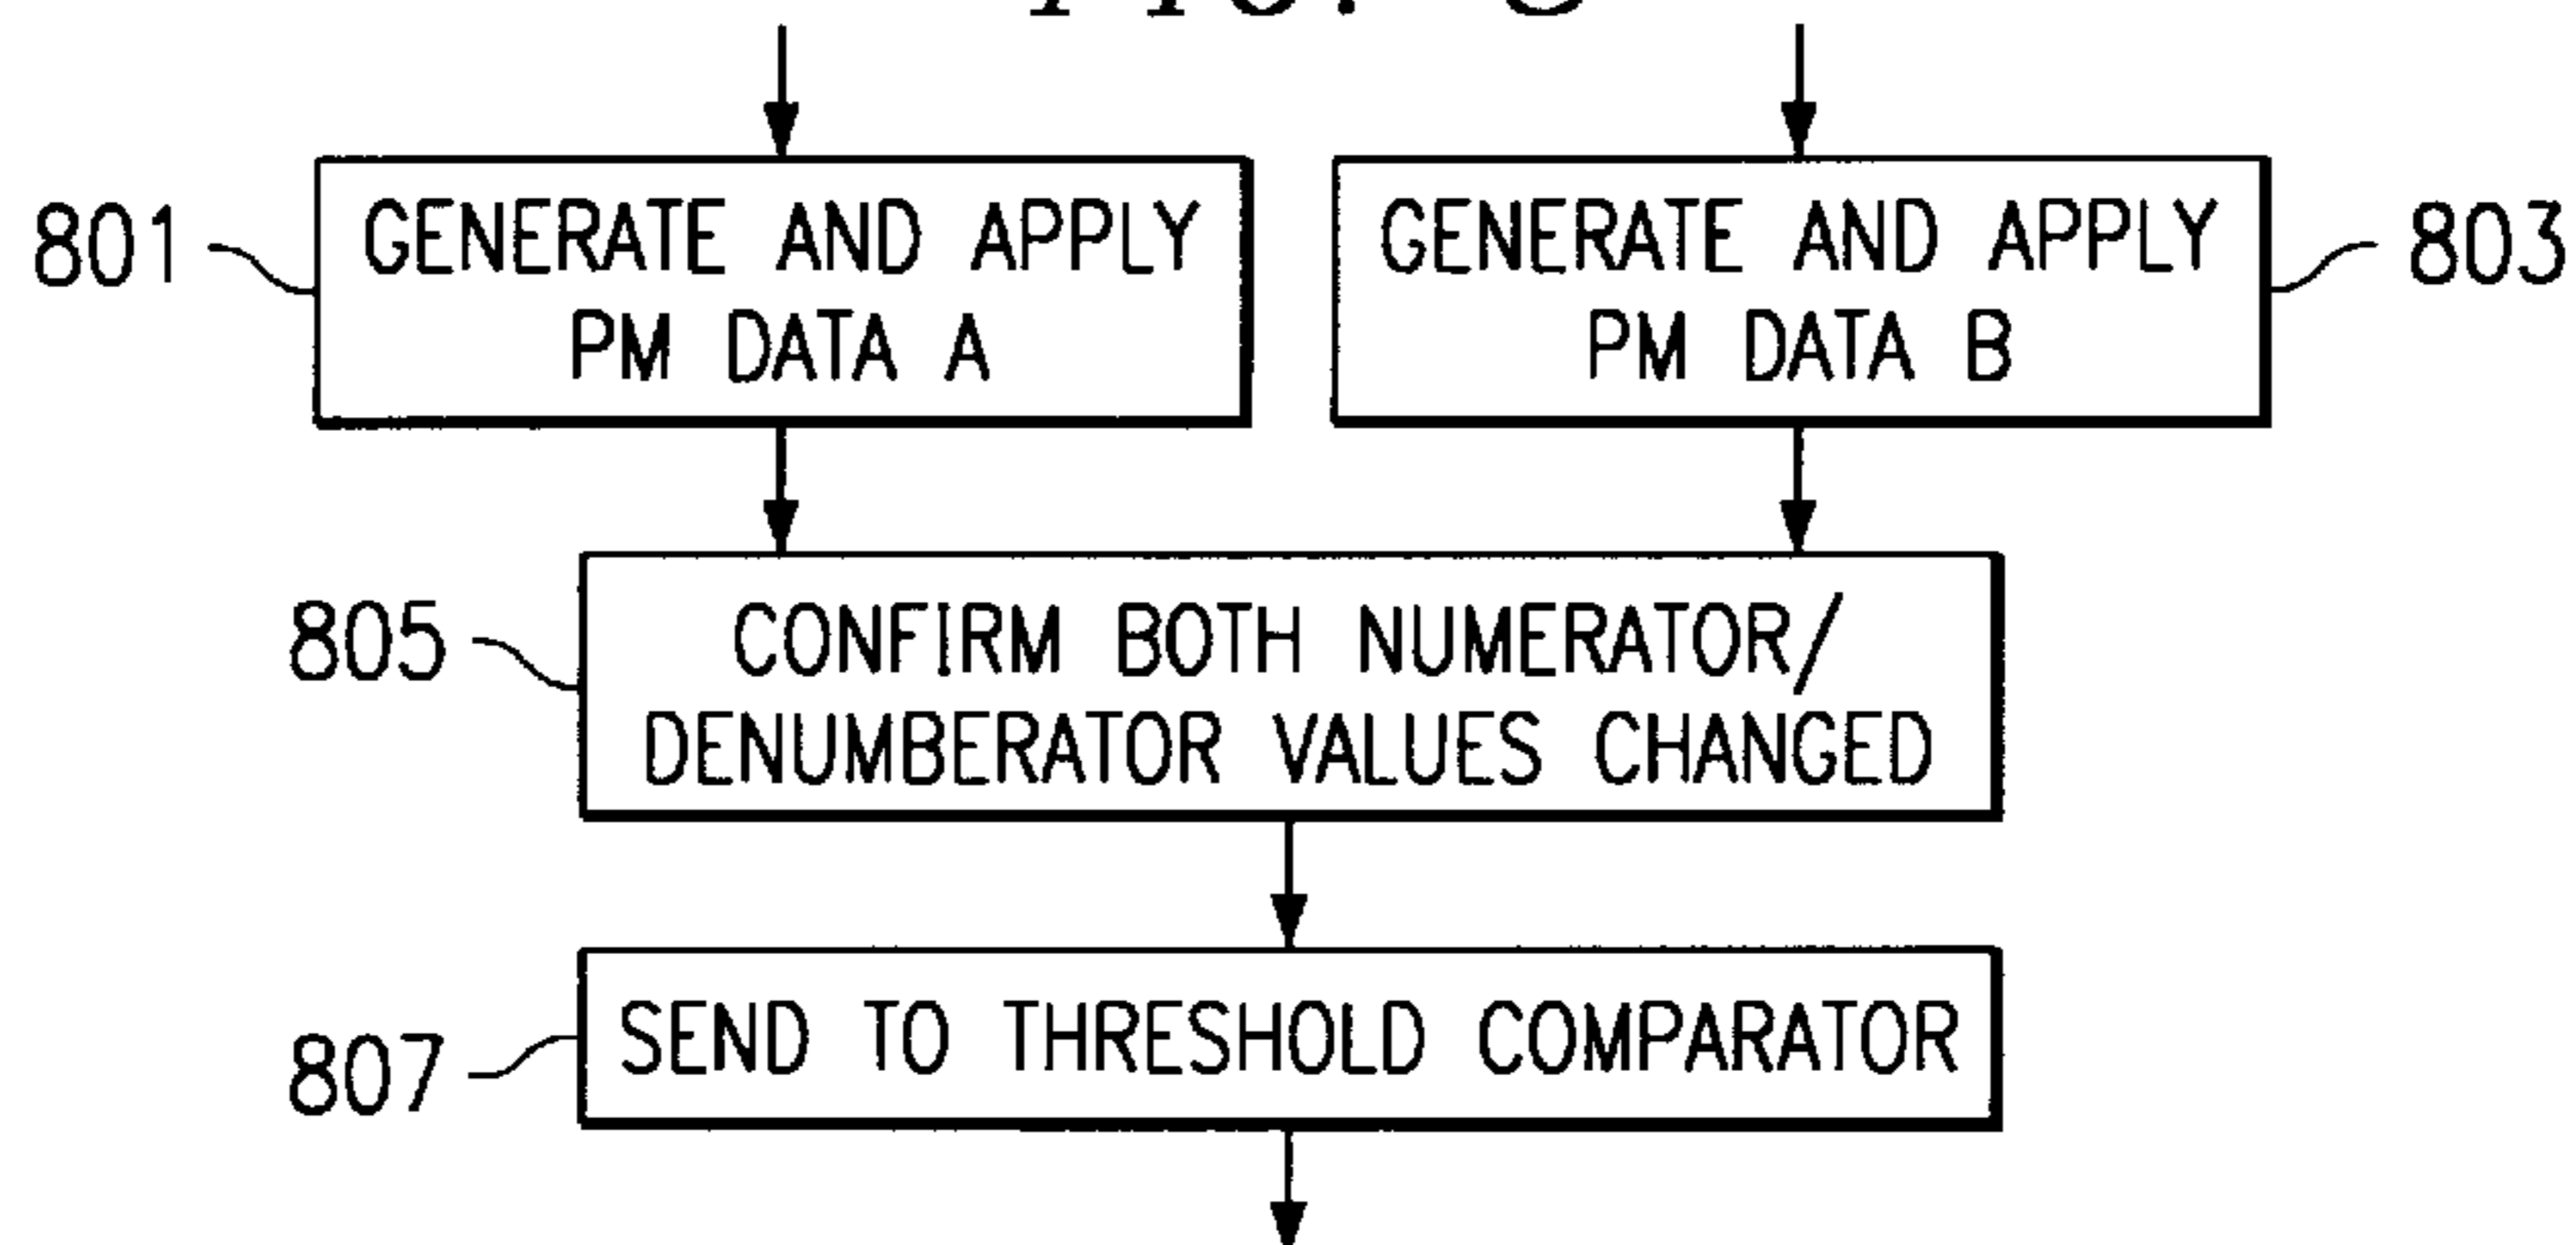 801
GENERATE AND APPLY
PM DATA A
GENERATE AND APPLY
PM DATA B
803
805
CONFIRM BOTH NUMERATOR/
DENUMBERATOR VALUES CHANGED
807
SEND TO THRESHOLD COMPARATOR